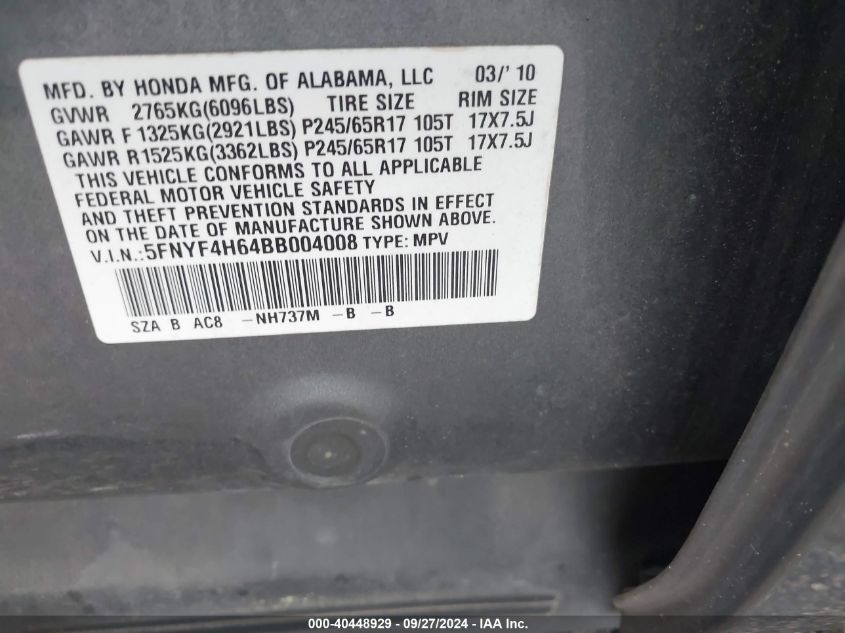 MFD. BY HONDA MFG. OF ALABAMA, LLC 03/'10
GVWR 2765KG(6096LBS) TIRE SIZE RIM SIZE
GAWR F 1325KG(2921LBS) P245/65R17 105T 17X7.5J
GAWR R1525KG(3362LBS) P245/65R17 105T 17X7.5J
THIS VEHICLE CONFORMS TO ALL APPLICABLE
FEDERAL MOTOR VEHICLE SAFETY
AND THEFT PREVENTION STANDARDS IN EFFECT
ON THE DATE OF MANUFACTURE SHOWN ABOVE.
V.I.N.:5FNYF4H64BB004008 TYPE: MPV
SZA B AC8 -NH737M -B -B
000-40448929 / 09/27/2024 - IAA Inc.